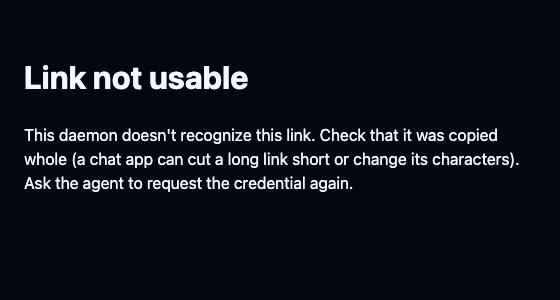 Link not usable
This daemon doesn't recognize this link. Check that it was copied
whole (a chat app can cut a long link short or change its characters).
Ask the agent to request the credential again.